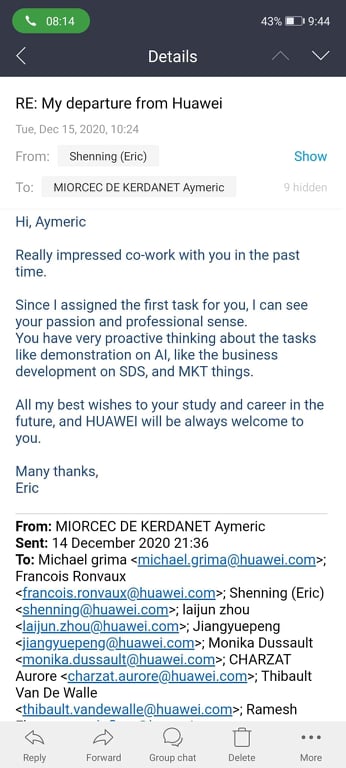 08:14
43% 9:44
Details
RE: My departure from Huawei
Tue, Dec 15, 2020, 10:24
From: Shenning (Eric) Show
To: MIORCEC DE KERDANET Aymeric 9 hidden
Hi, Aymeric
Really impressed co-work with you in the past
time.
Since I assigned the first task for you, I can see
your passion and professional sense.
You have very proactive thinking about the tasks
like demonstration on AI, like the business
development on SDS, and MKT things.
All my best wishes to your study and career in the
future, and HUAWEI will be always welcome to
you.
Many thanks,
Eric
From: MIORCEC DE KERDANET Aymeric
Sent: 14 December 2020 21:36
To: Michael grima <michael.grima@huawei.com>;
Francois Ronvaux
<francois.ronvaux@huawei.com>; Shenning (Eric)
<shenning@huawei.com>; laijun zhou
<laijun.zhou@huawei.com>; Jiangyuepeng
<jiangyuepeng@huawei.com>; Monika Dussault
<monika.dussault@huawei.com>; CHARZAT
Aurore <charzat.aurore@huawei.com>; Thibault
Van De Walle
<thibault.vandewalle@huawei.com>; Ramesh
Reply Forward Group chat Delete More